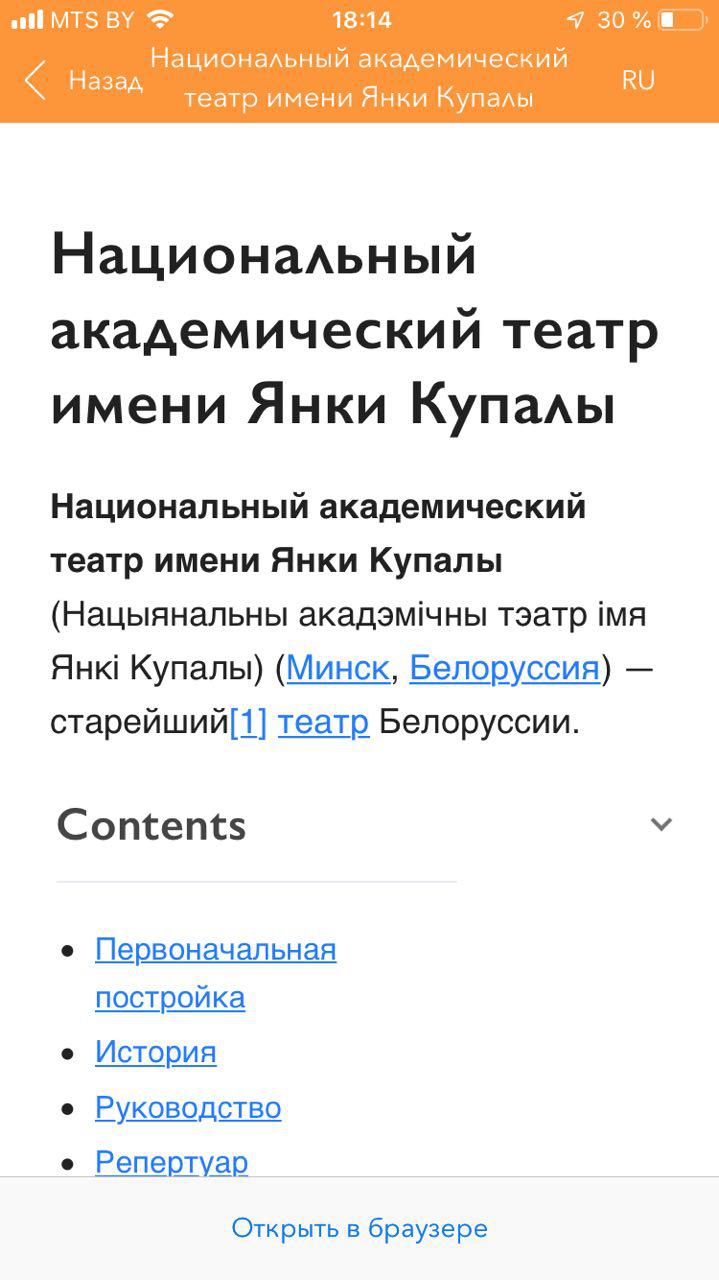 MTS BY 18:14 30 %
Национальный академический
Назад театр имени Янки Купалы RU
Национальный
академический театр
имени Янки Купалы
Национальный академический
театр имени Янки Купалы
(Нацыянальны акадэмічны тэатр імя
Янкі Купалы) (Минск, Белоруссия) —
старейший[1] театр Белоруссии.
Contents
• Первоначальная
постройка
• История
• Руководство
• Репертуар
Открыть в браузере